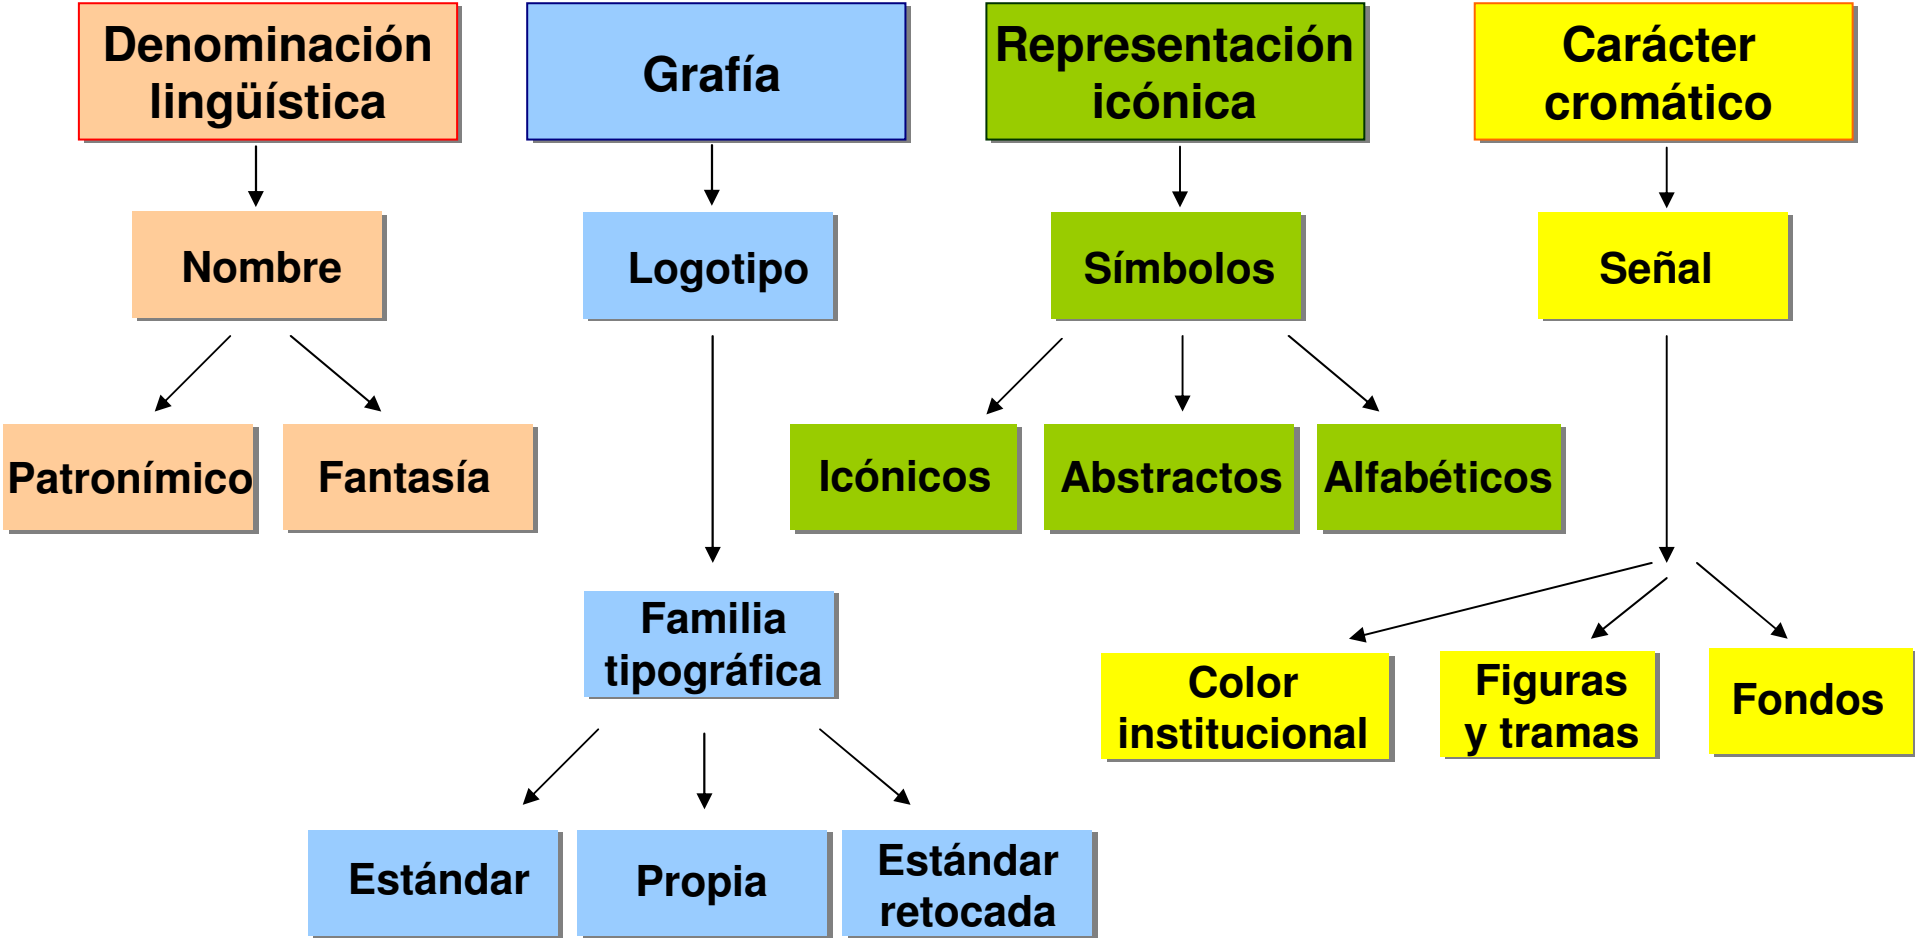 Denominación
lingüística
Grafía
Representación
icónica
Carácter
cromático
Nombre
Logotipo
Símbolos
Señal
Patronímico
Fantasía
Icónicos
Abstractos
Alfabéticos
Familia
tipográfica
Color
institucional
Figuras
y tramas
Fondos
Estándar
Propia
Estándar
retocada